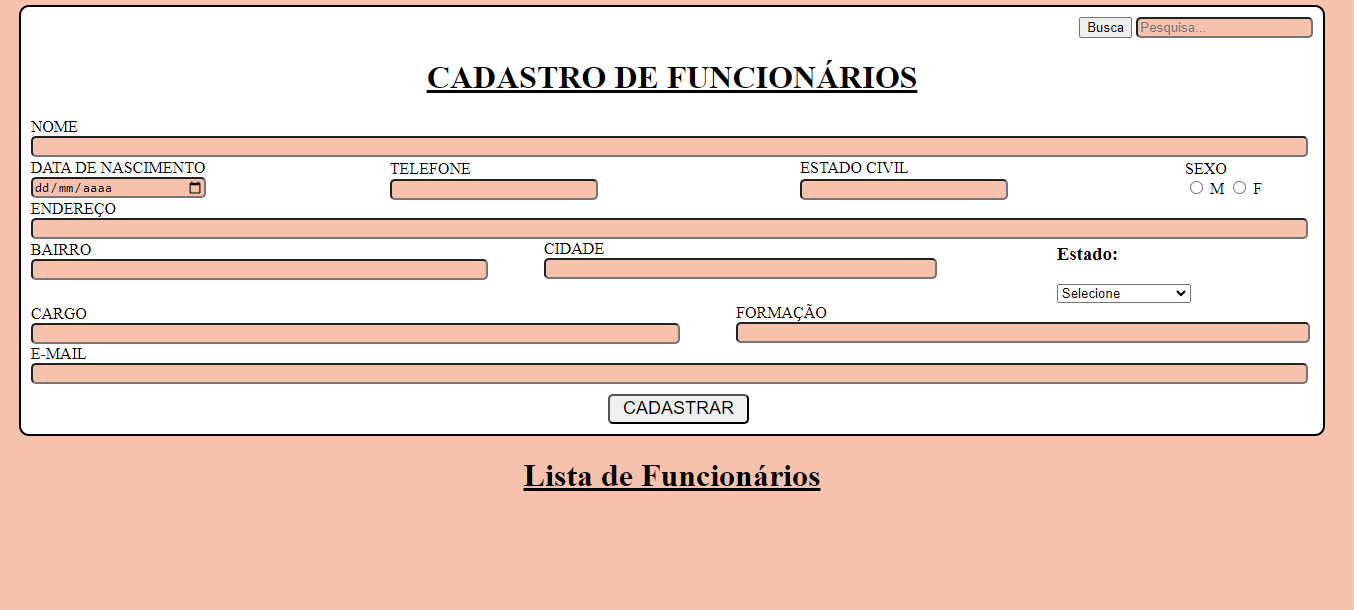 Busca Pesquisa...
CADASTRO DE FUNCIONÁRIOS
NOME
DATA DE NASCIMENTO TELEFONE ESTADO CIVIL SEXO
dd/mm/aaaa M F
ENDEREÇO
BAIRRO CIDADE Estado:
Selecione
CARGO FORMAÇÃO
E-MAIL
CADASTRAR
Lista de Funcionários